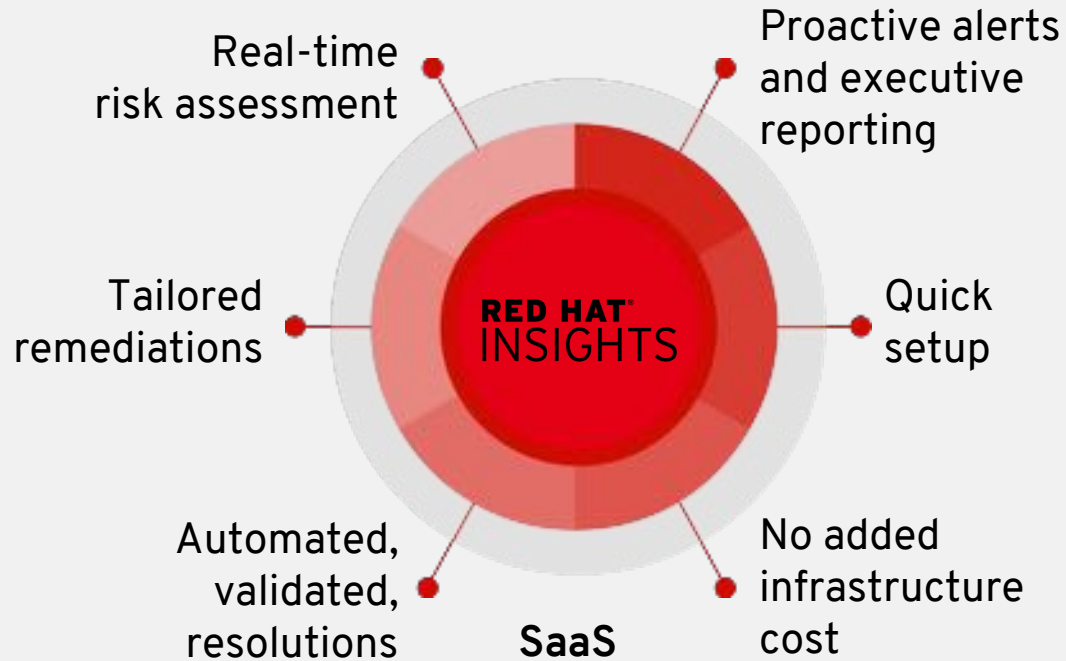 Real-time
risk assessment
Proactive alerts
and executive
reporting
Tailored
remediations
RED HAT®
INSIGHTS
Quick
setup
Automated,
validated,
resolutions
SaaS
No added
infrastructure
cost